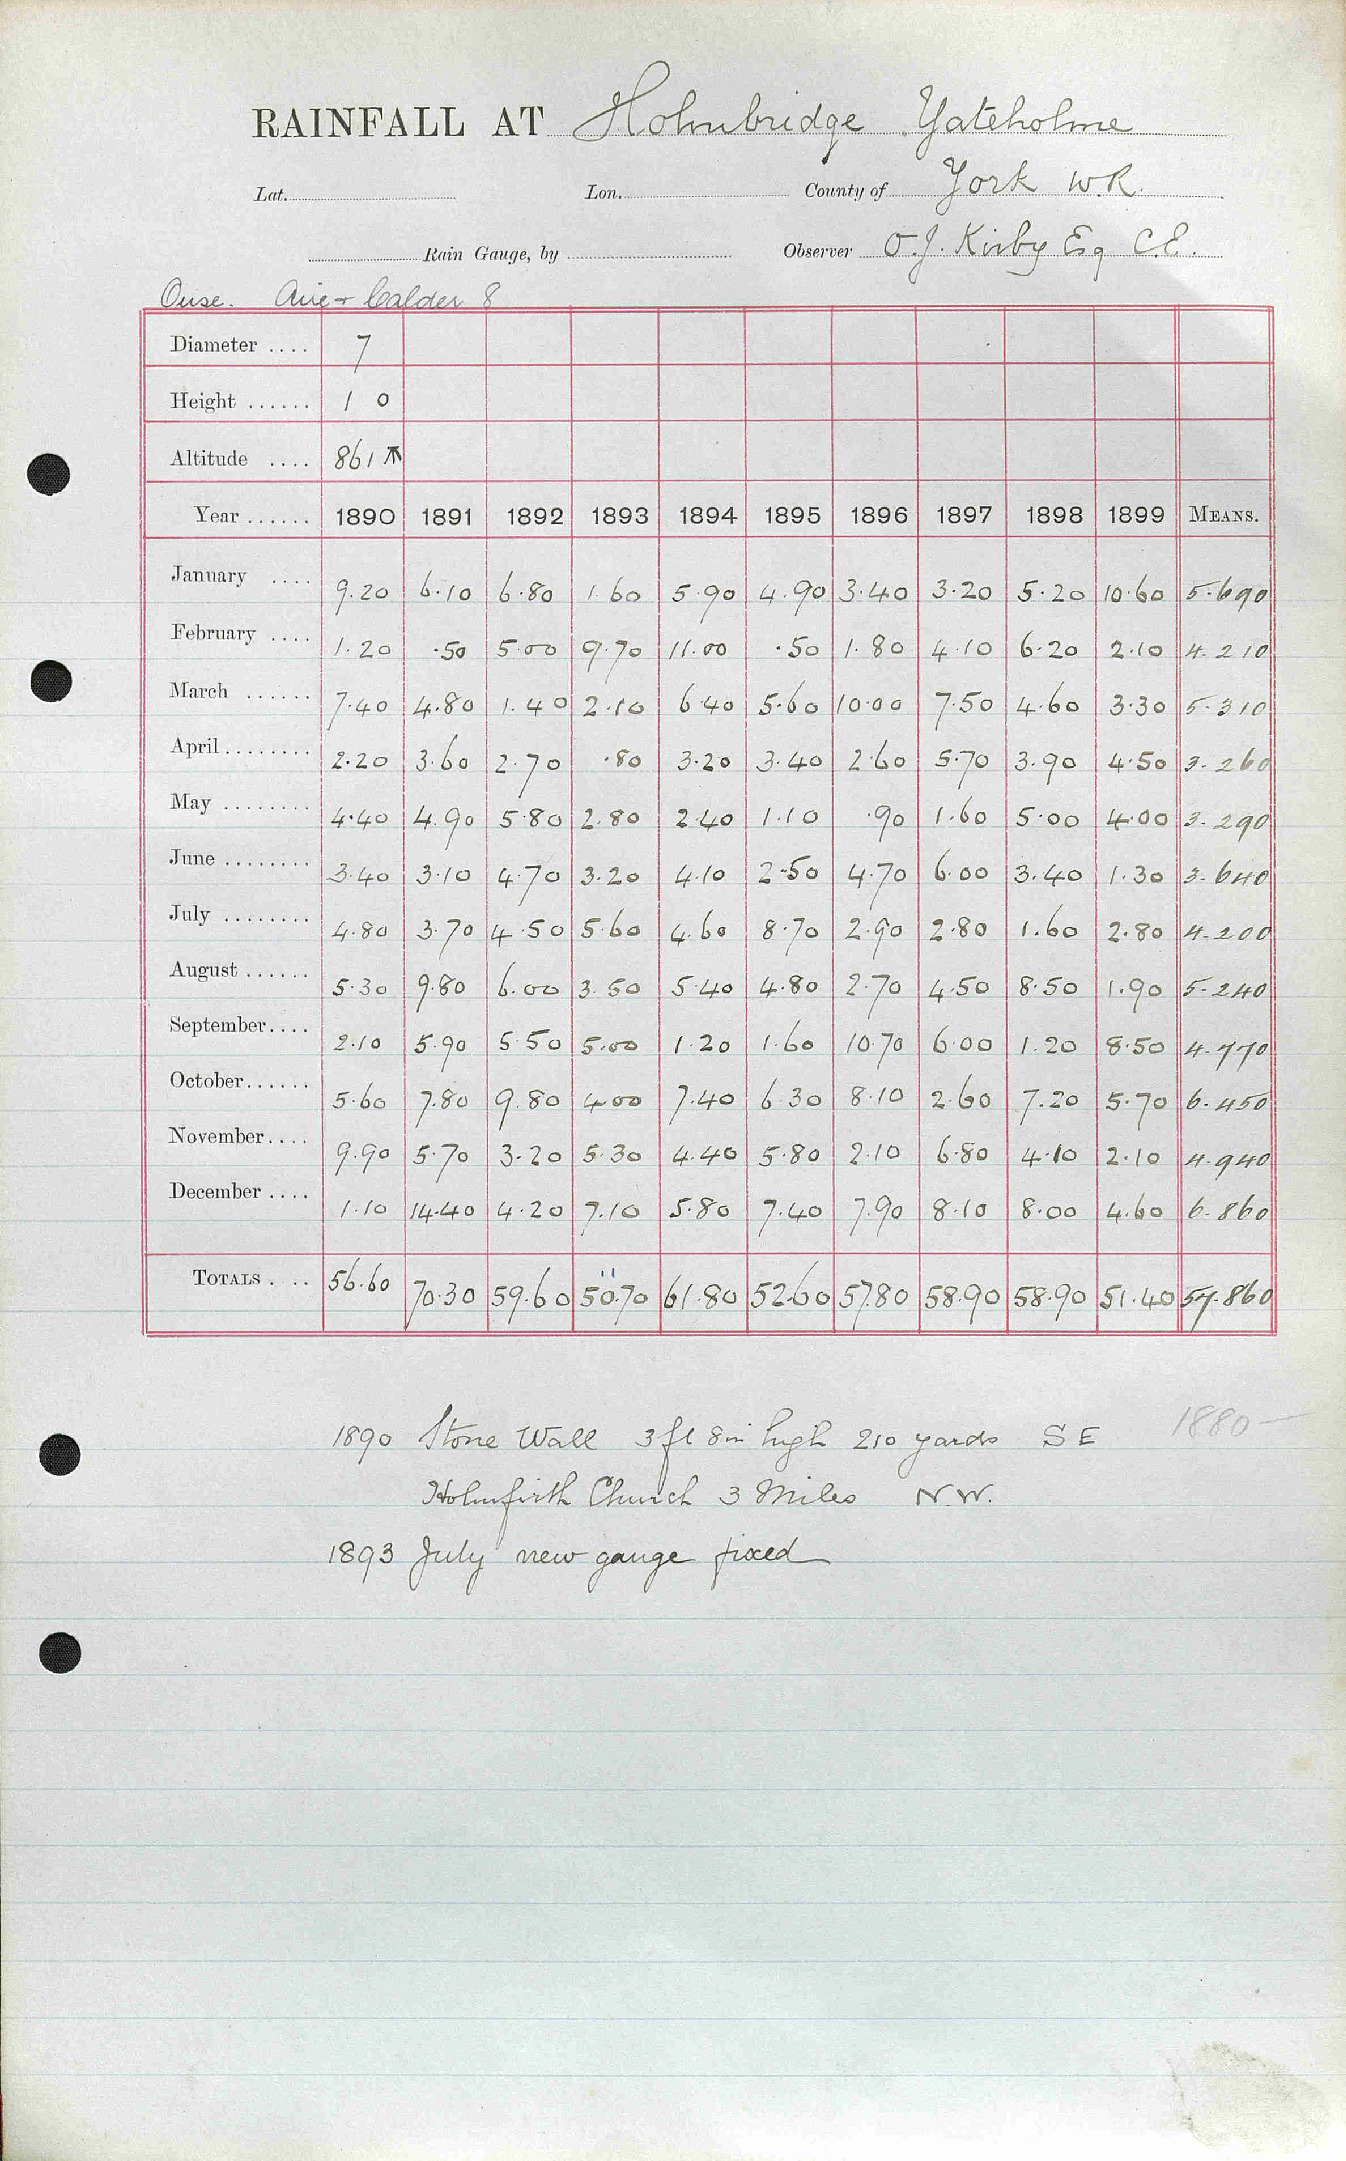 RAINFALL AT Holmbridge Yateholme
Lat. Lon. County of York W.R.
Rain Gauge, by Observer O.J. Kirby Esq C.E.
Ouse. Aire + Calder 8
Diameter .... 7
Height ...... 1 0
Altitude .... 861
Year ...... 1890 1891 1892 1893 1894 1895 1896 1897 1898 1899 MEANS.
January .... 9.20 6.10 6.80 1.60 5.90 4.90 3.40 3.20 5.20 10.60 5.690
February .... 1.20 .50 5.00 9.70 11.00 .50 1.80 4.10 6.20 2.10 4.210
March ...... 7.40 4.80 1.40 2.10 6.40 5.60 10.00 7.50 4.60 3.30 5.310
April ........ 2.20 3.60 2.70 .80 3.20 3.40 2.60 5.70 3.90 4.50 3.260
May ........ 4.40 4.90 5.80 2.80 2.40 1.10 .90 1.60 5.00 4.00 3.290
June ........ 3.40 3.10 4.70 3.20 4.10 2.50 4.70 6.00 3.40 1.30 3.640
July ........ 4.80 3.70 4.50 5.60 4.60 8.70 2.90 2.80 1.60 2.80 4.200
August ...... 5.30 9.80 6.00 3.50 5.40 4.80 2.70 4.50 8.50 1.90 5.240
September.... 2.10 5.90 5.50 5.00 1.20 1.60 10.70 6.00 1.20 8.50 4.770
October...... 5.60 7.80 9.80 4.00 7.40 6.30 8.10 2.60 7.20 5.70 6.450
November.... 9.90 5.70 3.20 5.30 4.40 5.80 2.10 6.80 4.10 2.10 4.940
December .... 1.10 14.40 4.20 7.10 5.80 7.40 7.90 8.10 8.00 4.60 6.860
TOTALS .... 56.60 70.30 59.60 50.70 61.80 52.60 57.80 58.90 58.90 51.40 57.860
1890 Stone Wall 3 ft 8 in high 210 yards S E
1880-
Holmfirth Church 3 Miles N.W.
1893 July new gauge fixed